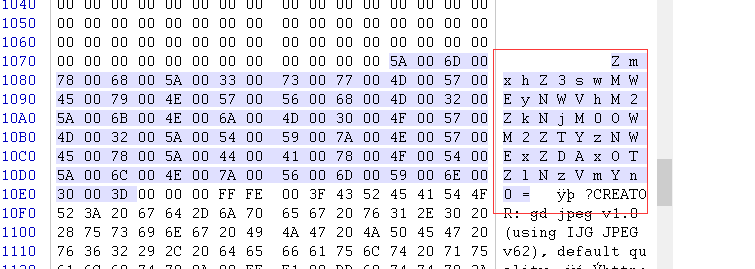 1040 00 00 00 00 00 00 00 00 00 00 00 00 00 00 00 00
1050 00 00 00 00 00 00 00 00 00 00 00 00 00 00 00 00
1060 00 00 00 00 00 00 00 00 00 00 00 00 00 00 00 00
1070 00 00 00 00 00 00 00 00 00 00 00 00 5A 00 6D 00 Z m
1080 78 00 68 00 5A 00 33 00 73 00 77 00 4D 00 57 00 x h Z 3 s w M W
1090 45 00 79 00 4E 00 57 00 56 00 68 00 4D 00 32 00 E y N W V h M 2
10A0 5A 00 6B 00 4E 00 6A 00 4D 00 30 00 4F 00 57 00 Z k N j M 0 O W
10B0 4D 00 32 00 5A 00 54 00 59 00 7A 00 4E 00 57 00 M 2 Z T Y z N W
10C0 45 00 78 00 5A 00 44 00 41 00 78 00 4F 00 54 00 E x Z D A x O T
10D0 5A 00 6C 00 4E 00 7A 00 56 00 6D 00 59 00 6E 00 Z l N z V m Y n
10E0 30 00 3D 00 00 00 FF FE 00 3F 43 52 45 41 54 4F 0 = ÿþ ?CREATO
10F0 52 3A 20 67 64 2D 6A 70 65 67 20 76 31 2E 30 20 R: gd jpeg v1.0
1100 28 75 73 69 6E 67 20 49 4A 47 20 4A 50 45 47 20 (using IJG JPEG
1110 76 36 32 29 2C 20 64 65 66 61 75 6C 74 20 71 75 v62), default qu